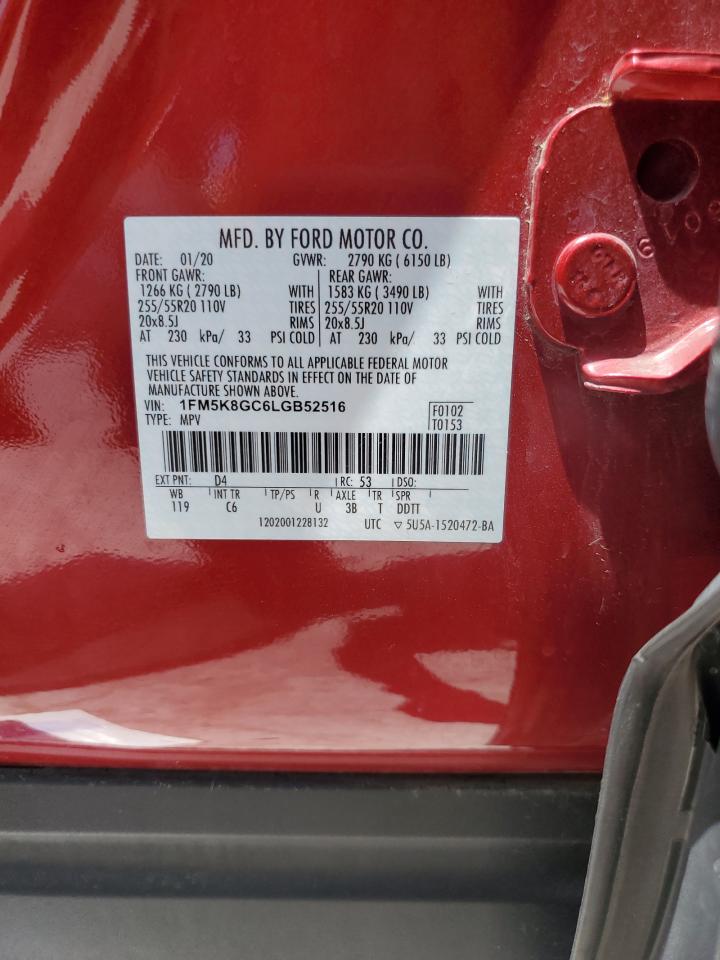 MFD. BY FORD MOTOR CO.
DATE: 01/20 GVWR: 2790 KG ( 6150 LB)
FRONT GAWR: REAR GAWR:
1266 KG ( 2790 LB) WITH 1583 KG ( 3490 LB) WITH
255/55R20 110V TIRES 255/55R20 110V TIRES
20x8.5J RIMS 20x8.5J RIMS
AT 230 kPa/ 33 PSI COLD AT 230 kPa/ 33 PSI COLD
THIS VEHICLE CONFORMS TO ALL APPLICABLE FEDERAL MOTOR
VEHICLE SAFETY STANDARDS IN EFFECT ON THE DATE OF
MANUFACTURE SHOWN ABOVE.
VIN: 1FM5K8GC6LGB52516 F0102
TYPE: MPV T0153
EXT PNT: D4 RC: 53 DSO:
WB INT TR TP/PS R AXLE TR SPR
119 C6 U 3B T DDTT
1202001228132 UTC ▽ 5U5A-1520472-BA